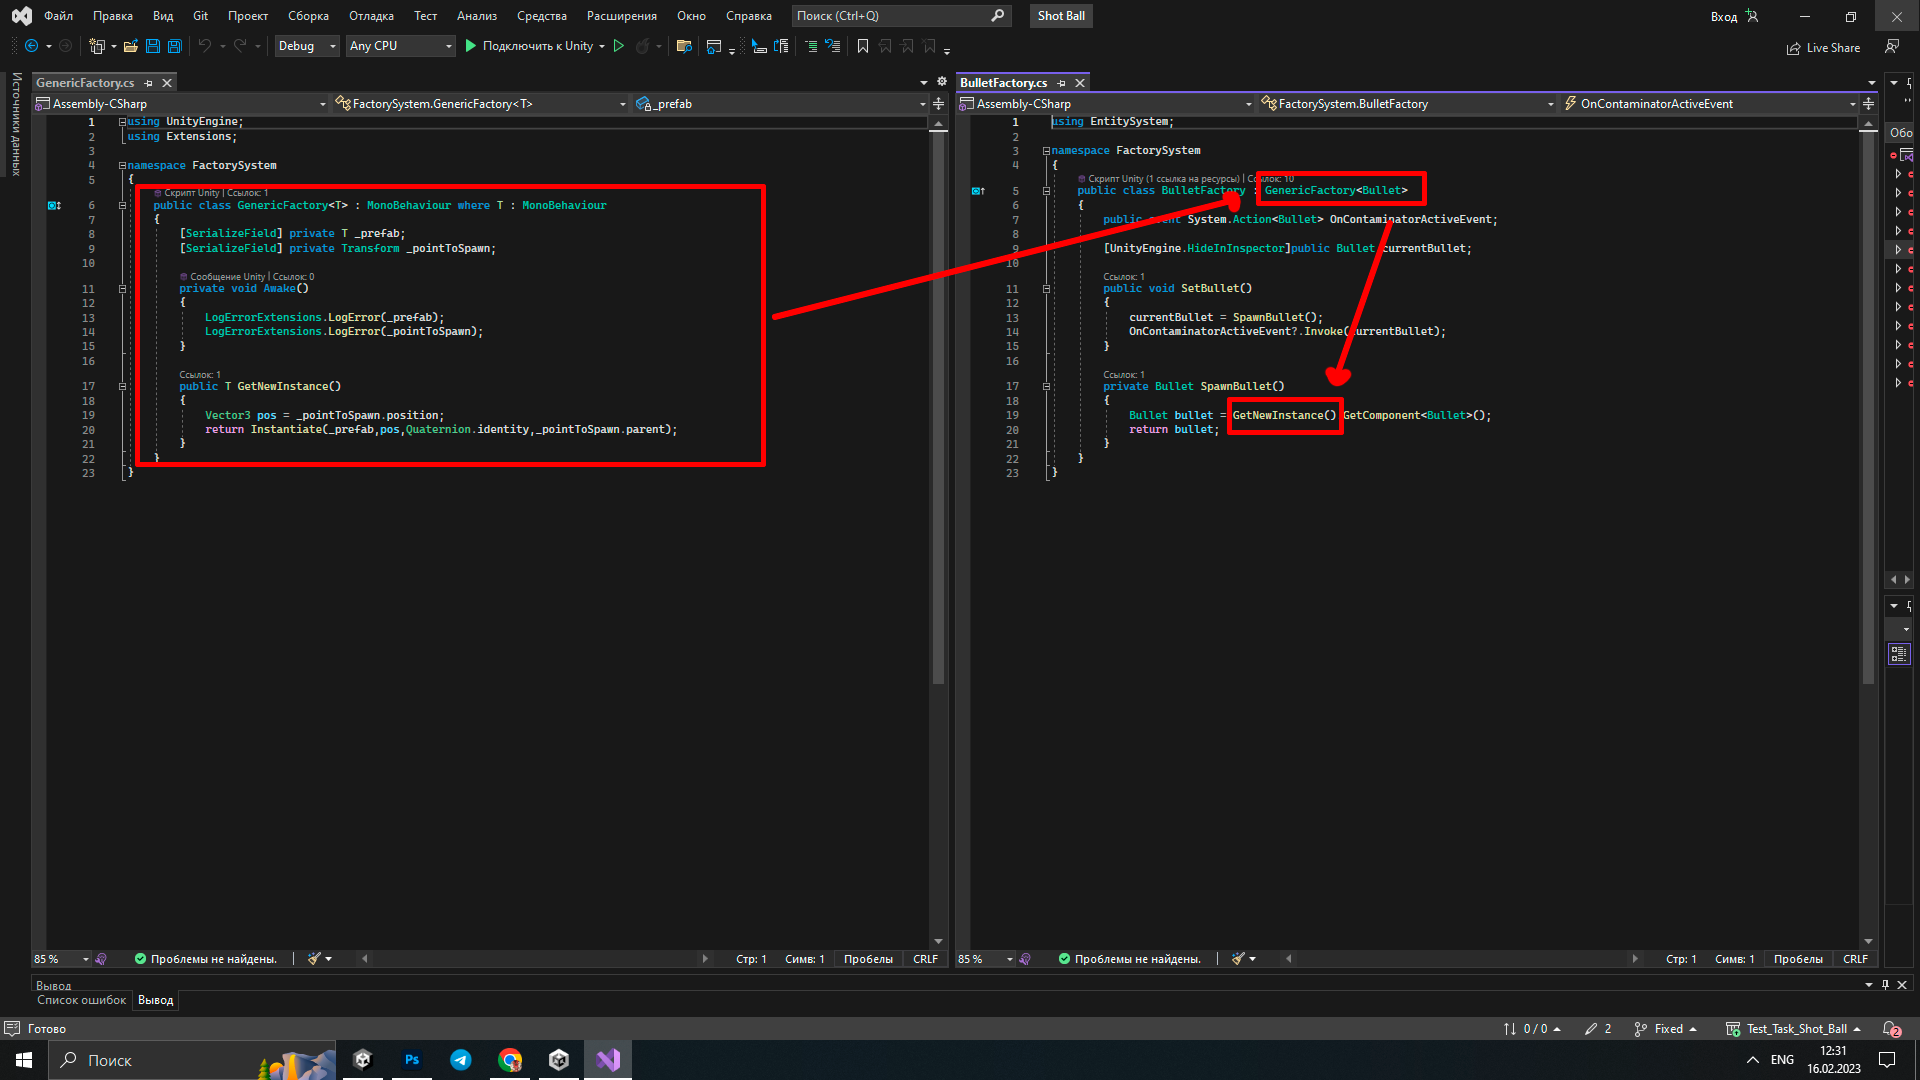 Файл Правка Вид Git Проект Сборка Отладка Тест Анализ Средства Расширения Окно Справка Поиск (Ctrl+Q) Shot Ball Вход
Debug Any CPU Подключить к Unity Live Share
Источники данных
GenericFactory.cs
Assembly-CSharp FactorySystem.GenericFactory<T> _prefab
1 using UnityEngine;
2 using Extensions;
3
4 namespace FactorySystem
5 {
Скрипт Unity | Ссылок: 1
6 public class GenericFactory<T> : MonoBehaviour where T : MonoBehaviour
7 {
8 [SerializeField] private T _prefab;
9 [SerializeField] private Transform _pointToSpawn;
10
Сообщение Unity | Ссылок: 0
11 private void Awake()
12 {
13 LogErrorExtensions.LogError(_prefab);
14 LogErrorExtensions.LogError(_pointToSpawn);
15 }
16
Ссылок: 1
17 public T GetNewInstance()
18 {
19 Vector3 pos = _pointToSpawn.position;
20 return Instantiate(_prefab,pos,Quaternion.identity,_pointToSpawn.parent);
21 }
22 }
23 }
85 % Проблемы не найдены. Стр: 1 Симв: 1 Пробелы CRLF
BulletFactory.cs
Assembly-CSharp FactorySystem.BulletFactory OnContaminatorActiveEvent
1 using EntitySystem;
2
3 namespace FactorySystem
4 {
Скрипт Unity (1 ссылка на ресурсы) | Ссылок: 10
5 public class BulletFactory : GenericFactory<Bullet>
6 {
7 public event System.Action<Bullet> OnContaminatorActiveEvent;
8
9 [UnityEngine.HideInInspector]public Bullet currentBullet;
10
Ссылок: 1
11 public void SetBullet()
12 {
13 currentBullet = SpawnBullet();
14 OnContaminatorActiveEvent?.Invoke(currentBullet);
15 }
16
Ссылок: 1
17 private Bullet SpawnBullet()
18 {
19 Bullet bullet = GetNewInstance().GetComponent<Bullet>();
20 return bullet;
21 }
22 }
23 }
85 % Проблемы не найдены. Стр: 1 Симв: 1 Пробелы CRLF
Обо
Вывод
Список ошибок Вывод
Готово 0 / 0 2 Fixed Test_Task_Shot_Ball 2
Поиск Ps ENG 12:31
16.02.2023